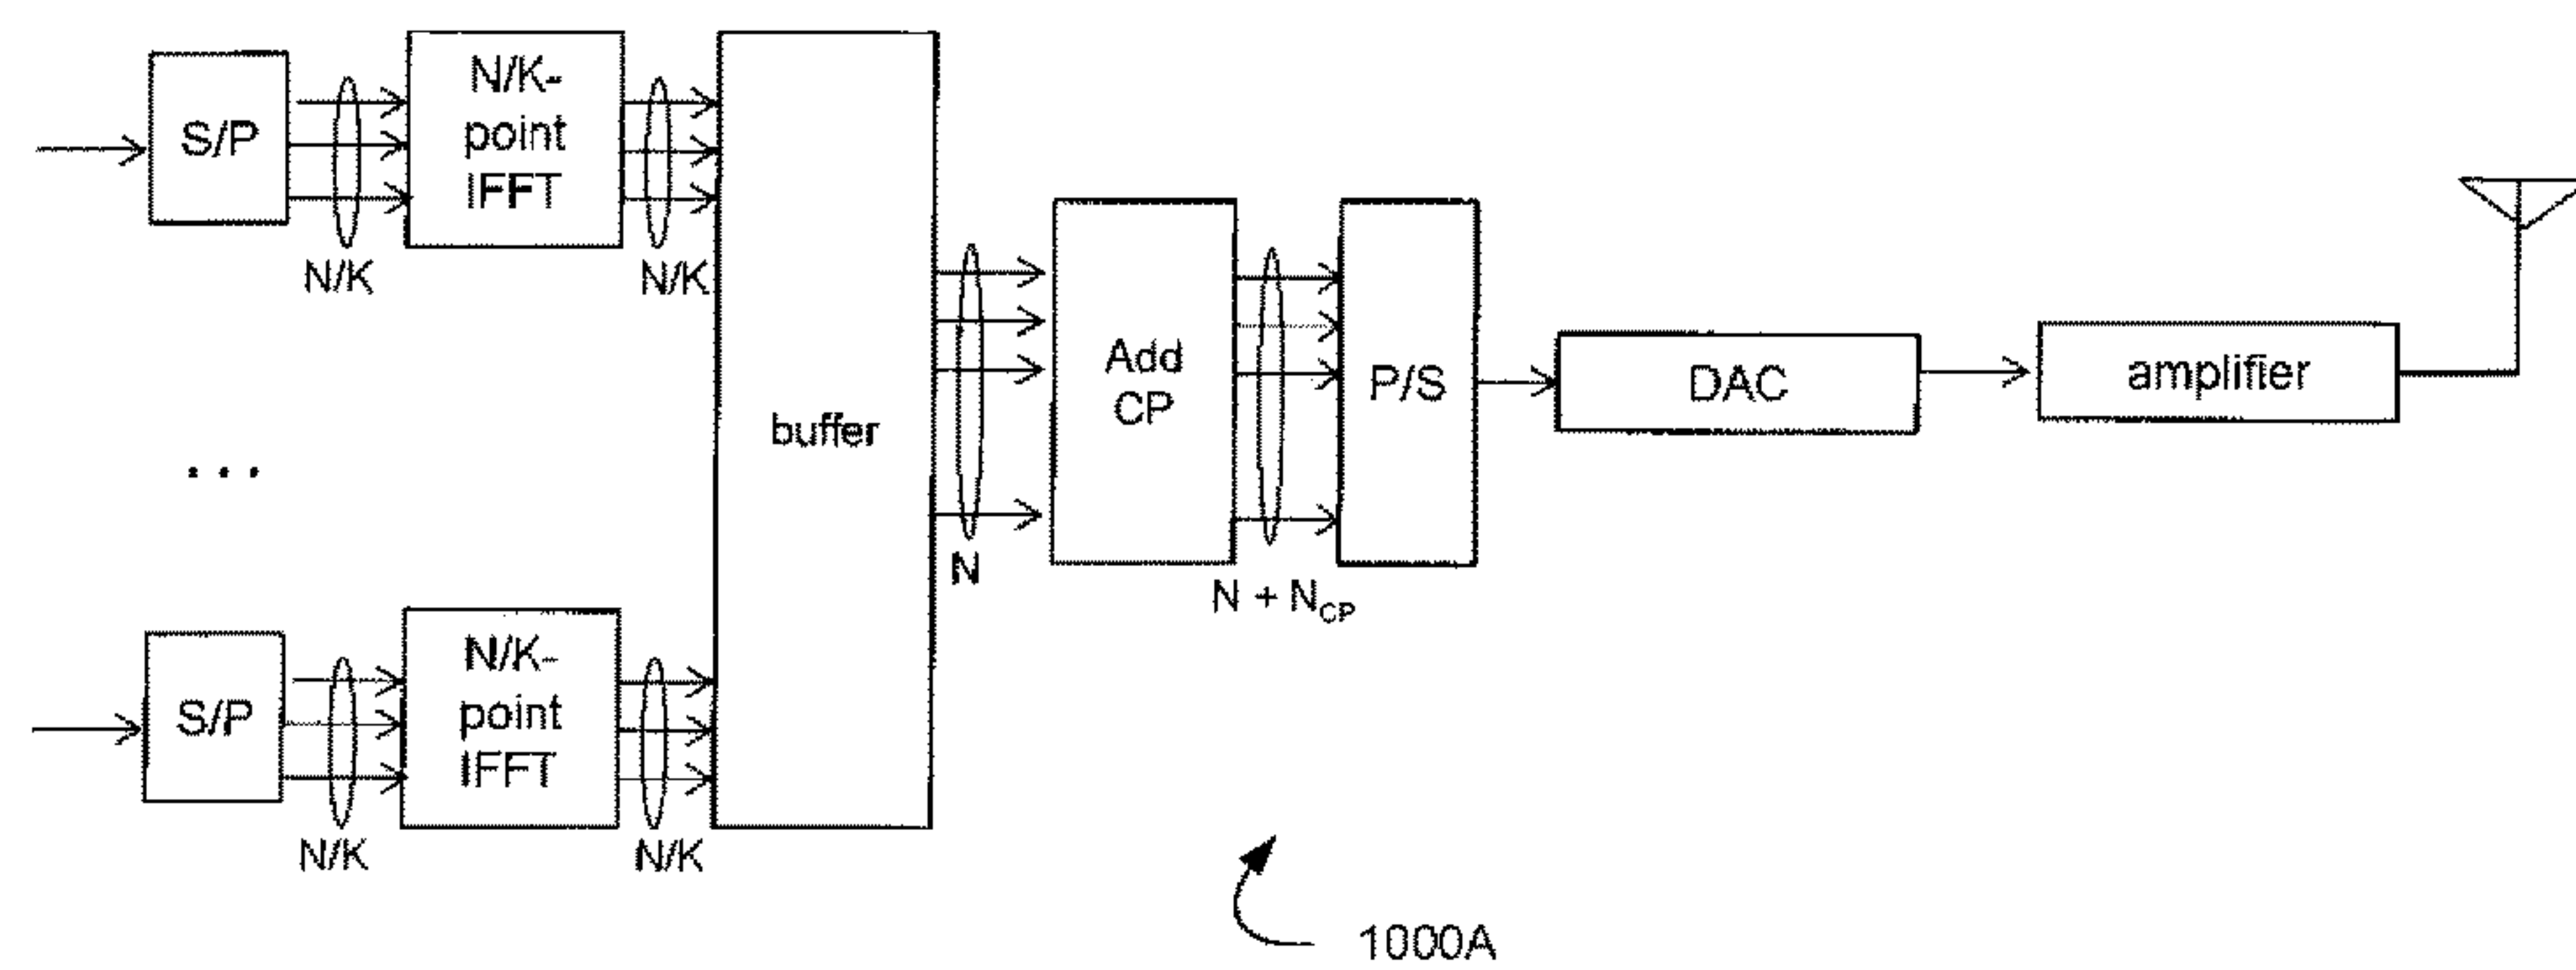 S/P
N/K
N/K-
point
IFFT
N/K
buffer
N
Add
CP
N + N_CP
P/S
DAC
amplifier
...
S/P
N/K
N/K-
point
IFFT
N/K
1000A